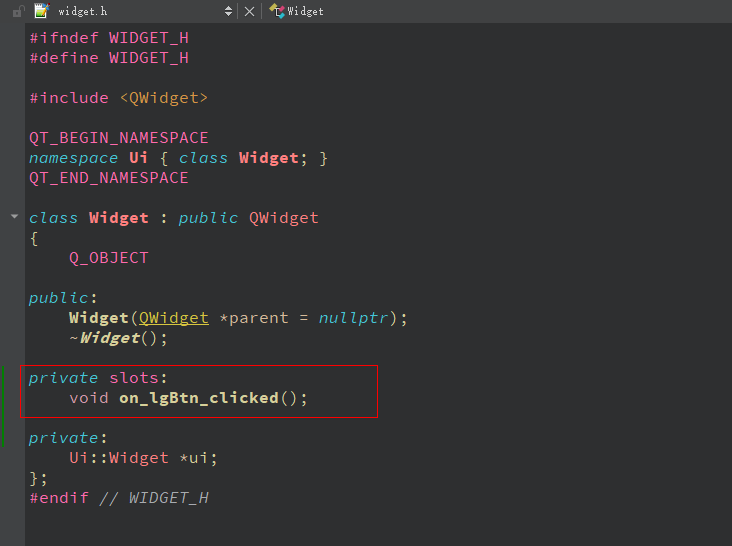 widget.h Widget
#ifndef WIDGET_H
#define WIDGET_H
#include <QWidget>
QT_BEGIN_NAMESPACE
namespace Ui { class Widget; }
QT_END_NAMESPACE
class Widget : public QWidget
{
    Q_OBJECT
public:
    Widget(QWidget *parent = nullptr);
    ~Widget();
private slots:
    void on_lgBtn_clicked();
private:
    Ui::Widget *ui;
};
#endif // WIDGET_H